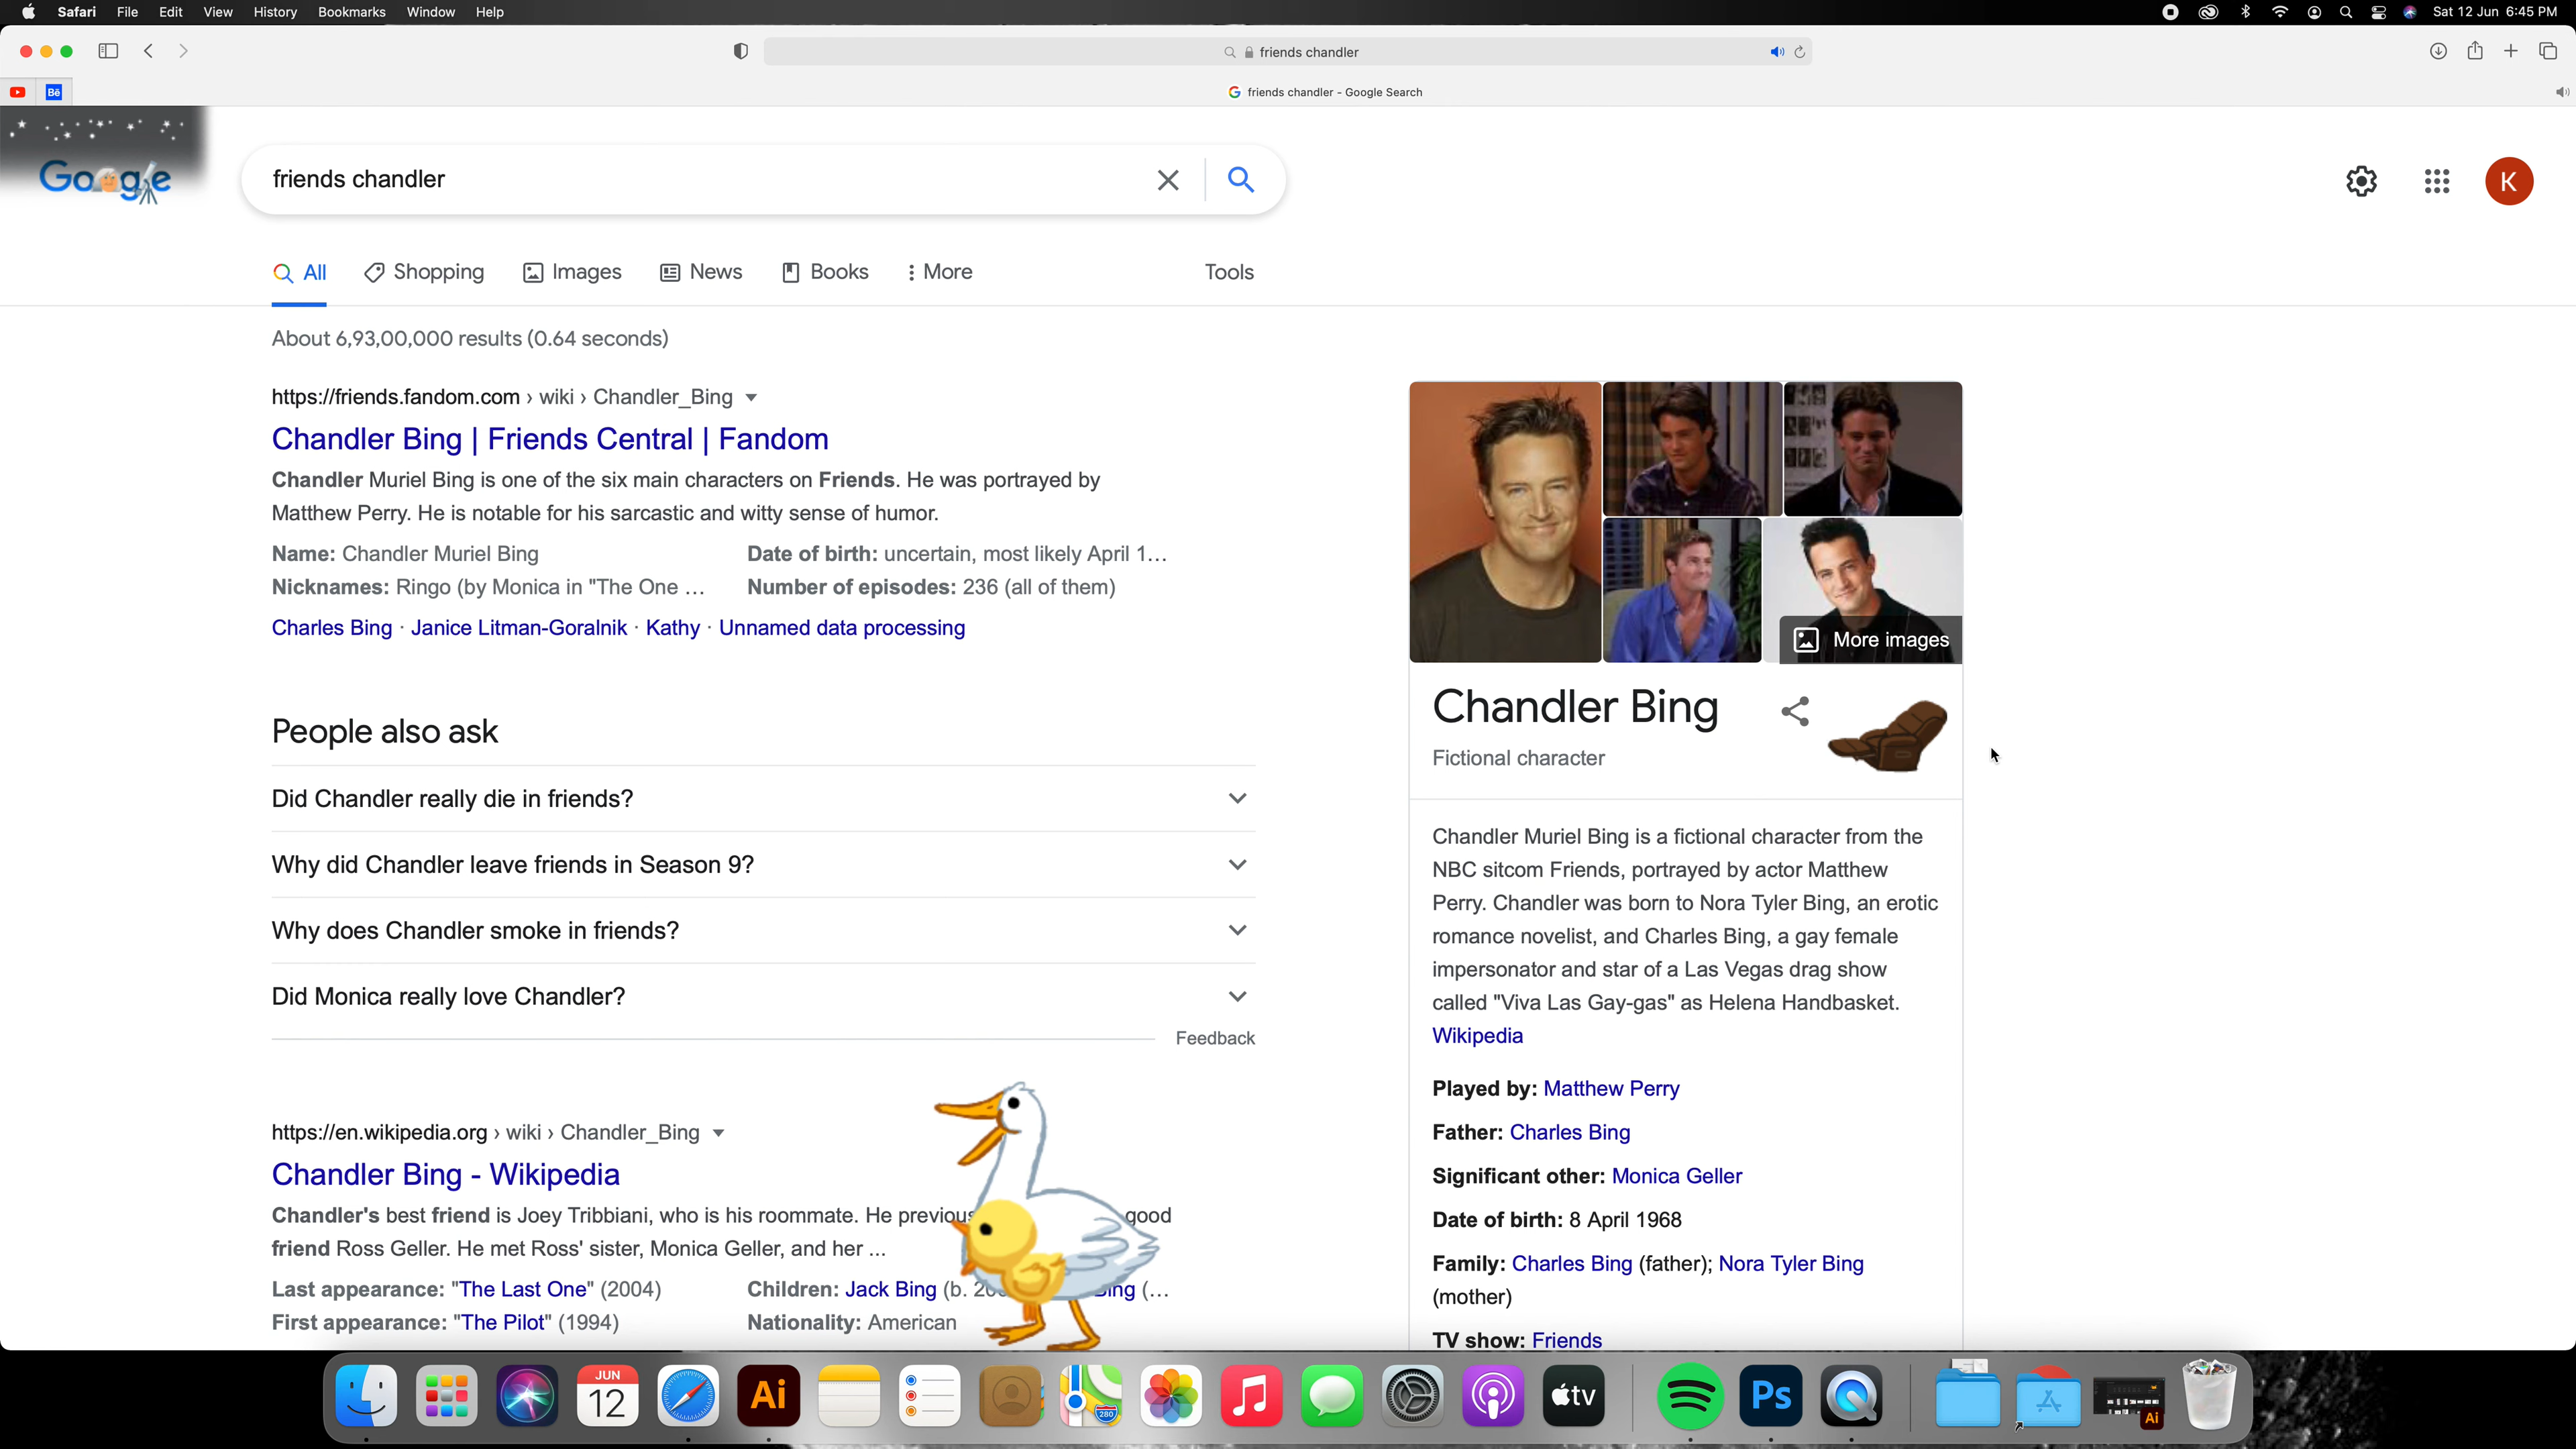 Safari File Edit View History Bookmarks Window Help Sat 12 Jun 6:45 PM
friends chandler
Bē friends chandler - Google Search
Google friends chandler K
All Shopping Images News Books More Tools
About 6,93,00,000 results (0.64 seconds)
https://friends.fandom.com › wiki › Chandler_Bing
Chandler Bing | Friends Central | Fandom
Chandler Muriel Bing is one of the six main characters on Friends. He was portrayed by
Matthew Perry. He is notable for his sarcastic and witty sense of humor.
Name: Chandler Muriel Bing Date of birth: uncertain, most likely April 1...
Nicknames: Ringo (by Monica in "The One ... Number of episodes: 236 (all of them)
Charles Bing · Janice Litman-Goralnik · Kathy · Unnamed data processing
People also ask
Did Chandler really die in friends?
Why did Chandler leave friends in Season 9?
Why does Chandler smoke in friends?
Did Monica really love Chandler?
Feedback
https://en.wikipedia.org › wiki › Chandler_Bing
Chandler Bing - Wikipedia
Chandler's best friend is Joey Tribbiani, who is his roommate. He good
friend Ross Geller. He met Ross' sister, Monica Geller, and her ...
Last appearance: "The Last One" (2004) Children: Jack Bing (b. Bing (...
First appearance: "The Pilot" (1994) Nationality: American
More images
Chandler Bing
Fictional character
Chandler Muriel Bing is a fictional character from the
NBC sitcom Friends, portrayed by actor Matthew
Perry. Chandler was born to Nora Tyler Bing, an erotic
romance novelist, and Charles Bing, a gay female
impersonator and star of a Las Vegas drag show
called "Viva Las Gay-gas" as Helena Handbasket.
Wikipedia
Played by: Matthew Perry
Father: Charles Bing
Significant other: Monica Geller
Date of birth: 8 April 1968
Family: Charles Bing (father); Nora Tyler Bing
(mother)
TV show: Friends
JUN
12
Ai
280
tv
Ps
Ai